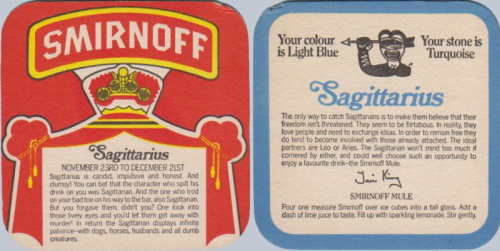 SMIRNOFF
Sagittarius
NOVEMBER 23RD TO DECEMBER 21ST
Sagittarius is candid, impulsive and honest. And
clumsy! You can bet that the character who spilt his
drink on you was Sagittarian. And the one who trod
on your bad toe on his way to the bar, also Sagittarian.
But you forgave them, didn't you? One look into
those lively eyes and you'd let them get away with
murder! In return the Sagittarian displays infinite
patience–with dogs, horses, husbands and all dumb
creatures.
Your colour
is Light Blue
Your stone is
Turquoise
Sagittarius
The only way to catch Sagittarians is to make them believe that their
freedom isn't threatened. They seem to be flirtatious. In reality, they
love people and need to exchange ideas. In order to remain free they
do tend to become involved with those already attached. The ideal
partners are Leo or Aries. The Sagittarian won't mind too much if
cornered by either, and could well choose such an opportunity to
enjoy a favourite drink–the Smirnoff Mule.
SMIRNOFF MULE
Pour one measure Smirnoff over ice cubes into a tall glass. Add a
dash of lime juice to taste. Fill up with sparkling lemonade. Stir gently.